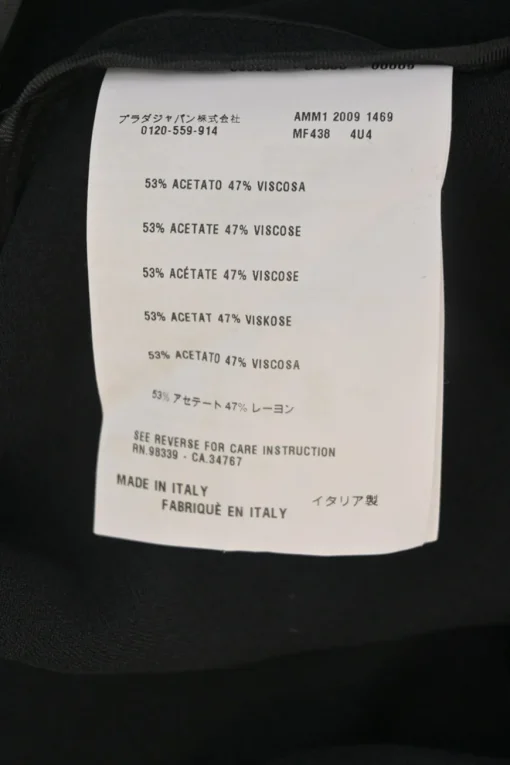 プラダジャパン株式会社
0120-559-914
AMM1 2009 1469
MF438 4U4
53% ACETATO 47% VISCOSA
53% ACETATE 47% VISCOSE
53% ACÉTATE 47% VISCOSE
53% ACETAT 47% VISKOSE
53% ACETATO 47% VISCOSA
53% アセテート 47% レーヨン
SEE REVERSE FOR CARE INSTRUCTION
RN.98339 - CA.34767
MADE IN ITALY
FABRIQUÈ EN ITALY
イタリア製